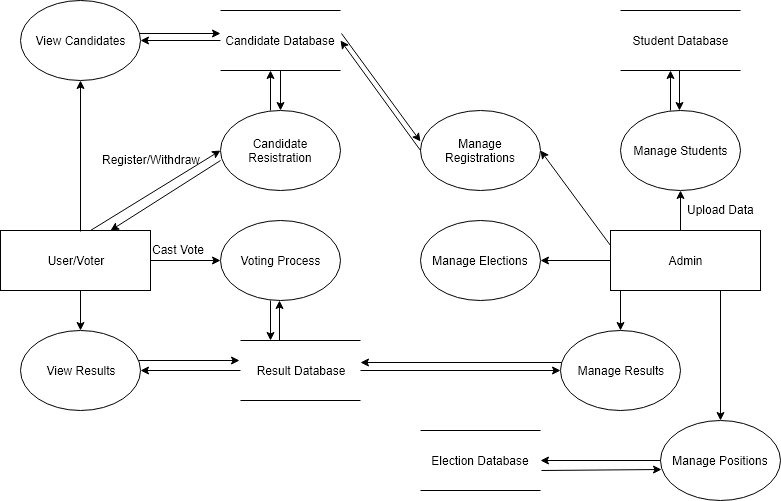 View Candidates
Candidate Database
Student Database
Candidate
Resistration
Manage
Registrations
Manage Students
Register/Withdraw
Upload Data
User/Voter
Cast Vote
Voting Process
Manage Elections
Admin
View Results
Result Database
Manage Results
Election Database
Manage Positions